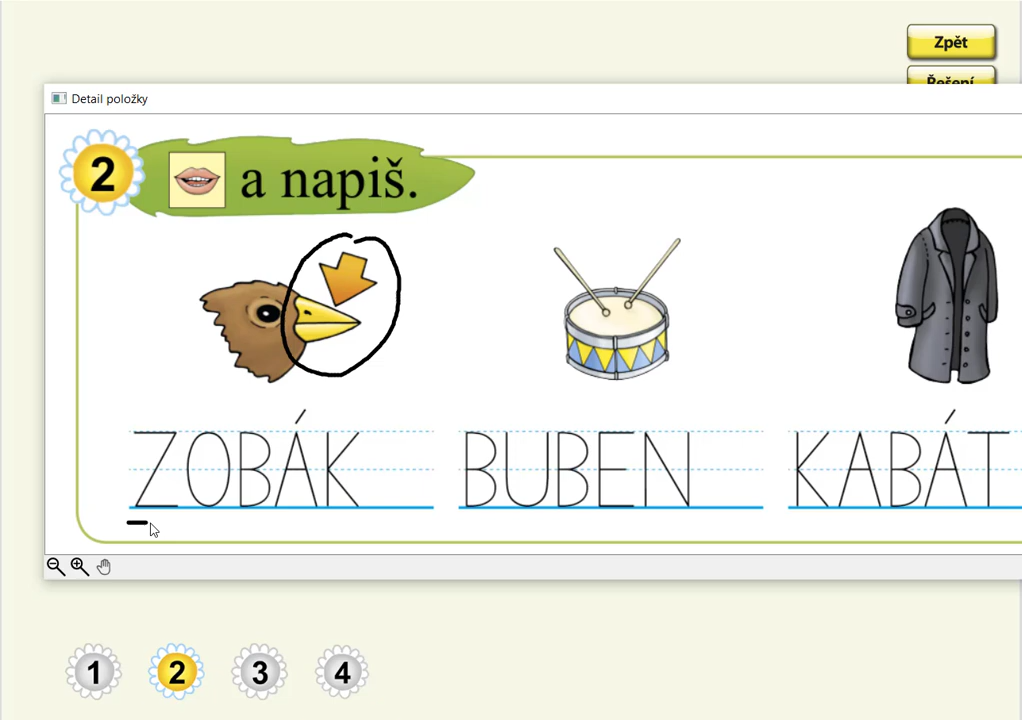 Zpět
Řešení
Detail položky
2 a napiš.
ZOBÁK BUBEN KABÁT
1 2 3 4